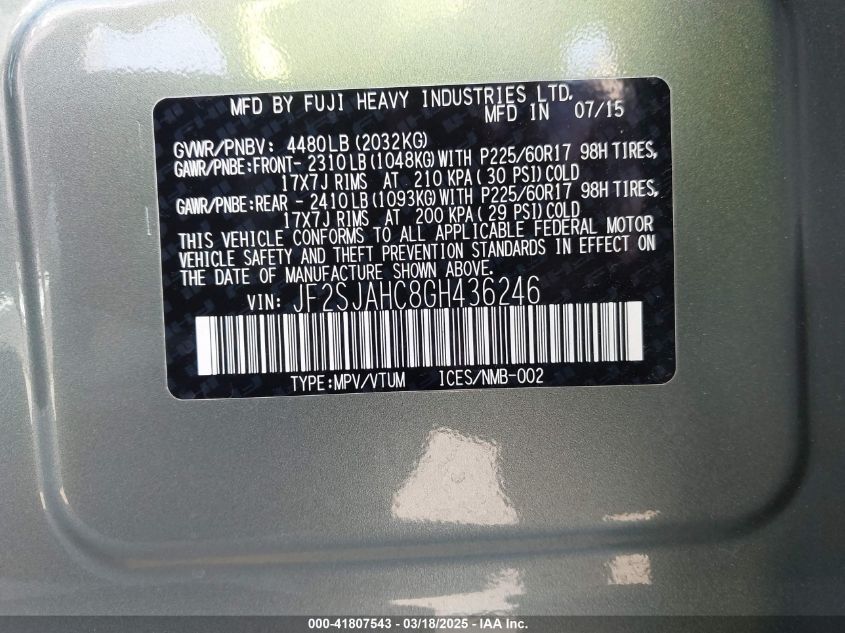 MFD BY FUJI HEAVY INDUSTRIES LTD.
MFD IN 07/15
GVWR/PNBV: 4480LB (2032KG)
GAWR/PNBE:FRONT- 2310LB (1048KG) WITH P225/60R17 98H TIRES,
17X7J RIMS AT 210 KPA ( 30 PSI) COLD
GAWR/PNBE:REAR - 2410LB (1093KG) WITH P225/60R17 98H TIRES,
17X7J RIMS AT 200 KPA ( 29 PSI) COLD
THIS VEHICLE CONFORMS TO ALL APPLICABLE FEDERAL MOTOR
VEHICLE SAFETY AND THEFT PREVENTION STANDARDS IN EFFECT ON
THE DATE OF MANUFACTURE SHOWN ABOVE.
VIN: JF2SJAHC8GH436246
TYPE:MPV/VTUM ICES/NMB-002
000-41807543 - 03/18/2025 - IAA Inc.